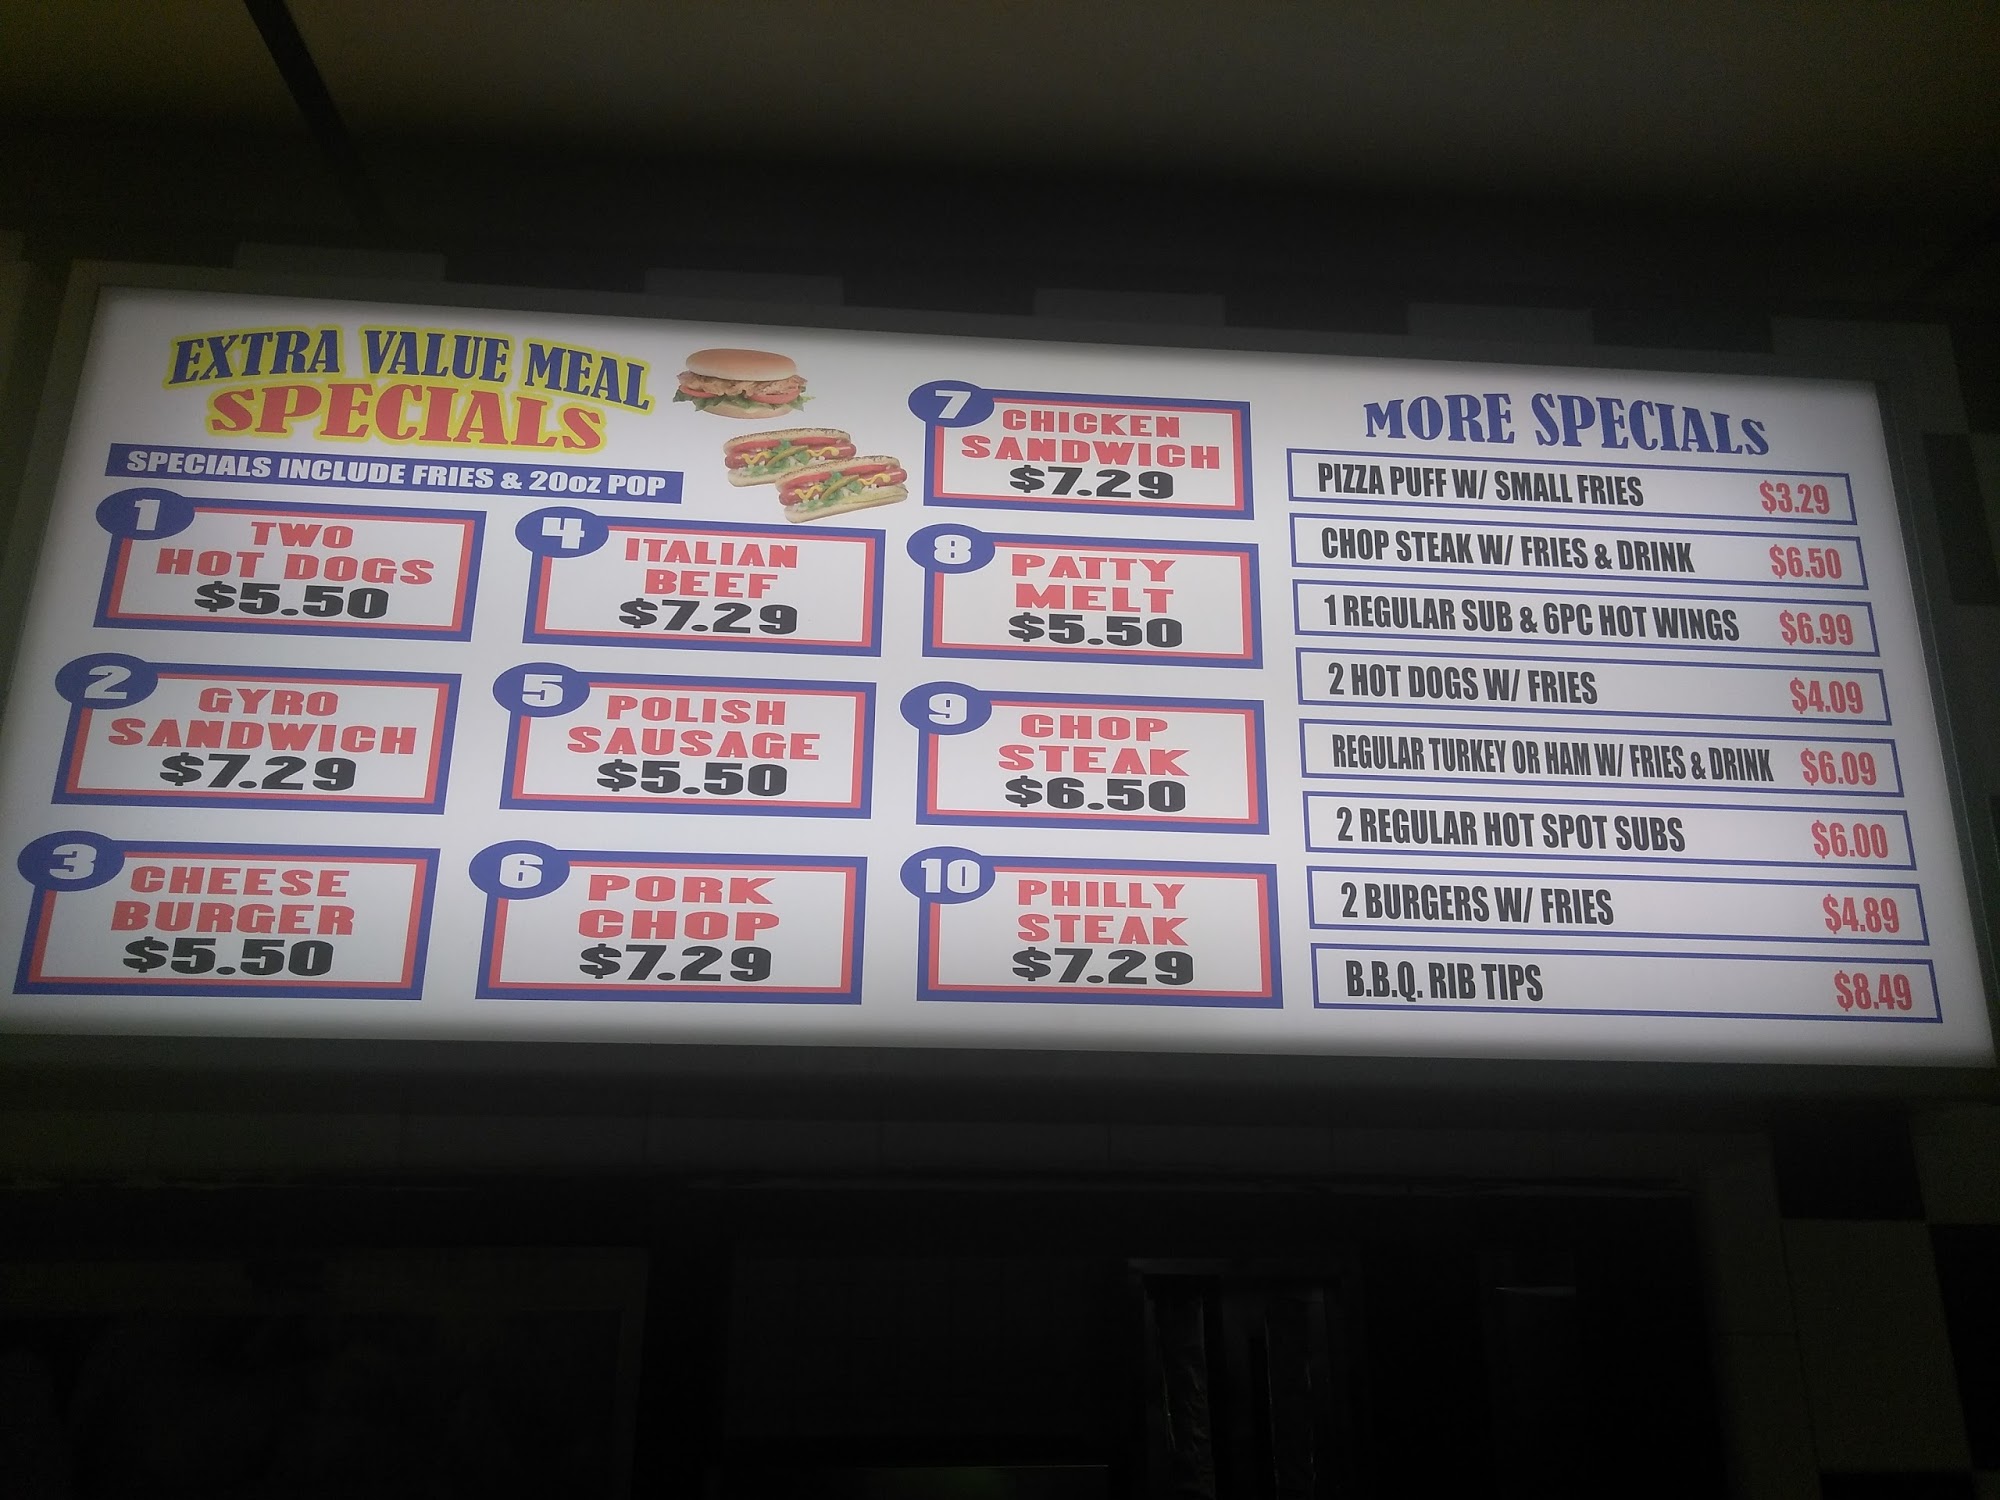 EXTRA VALUE MEAL
SPECIALS
SPECIALS INCLUDE FRIES & 20oz POP
1
TWO
HOT DOGS
$5.50
2
GYRO
SANDWICH
$7.29
3
CHEESE
BURGER
$5.50
4
ITALIAN
BEEF
$7.29
5
POLISH
SAUSAGE
$5.50
6
PORK
CHOP
$7.29
7
CHICKEN
SANDWICH
$7.29
8
PATTY
MELT
$5.50
9
CHOP
STEAK
$6.50
10
PHILLY
STEAK
$7.29
MORE SPECIALS
PIZZA PUFF W/ SMALL FRIES $3.29
CHOP STEAK W/ FRIES & DRINK $6.50
1 REGULAR SUB & 6PC HOT WINGS $6.99
2 HOT DOGS W/ FRIES $4.09
REGULAR TURKEY OR HAM W/ FRIES & DRINK $6.09
2 REGULAR HOT SPOT SUBS $6.00
2 BURGERS W/ FRIES $4.89
B.B.Q. RIB TIPS $8.49